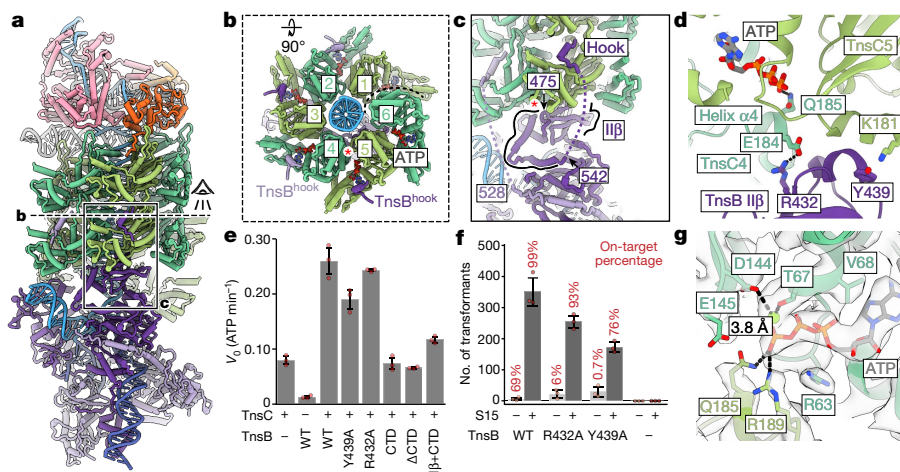 a
b
c
b
90°
1
2
3
4
5
6
*
ATP
TnsB^hook
TnsB^hook
c
Hook
475
*
IIβ
542
528
d
ATP
TnsC5
Helix α4
Q185
K181
E184
TnsC4
TnsB IIβ
R432
Y439
e
V₀ (ATP min⁻¹)
0.30
0.20
0.10
0
TnsC + – + + + + + +
TnsB – WT WT Y439A R432A CTD ΔCTD IIβ+CTD
f
On-target
percentage
No. of transformants
500
400
300
200
100
0
69% 99% 6% 93% 0.7% 76%
S15 – + – + – + – +
TnsB WT R432A Y439A –
g
D144
T67
V68
E145
3.8 Å
ATP
Q185
R63
R189